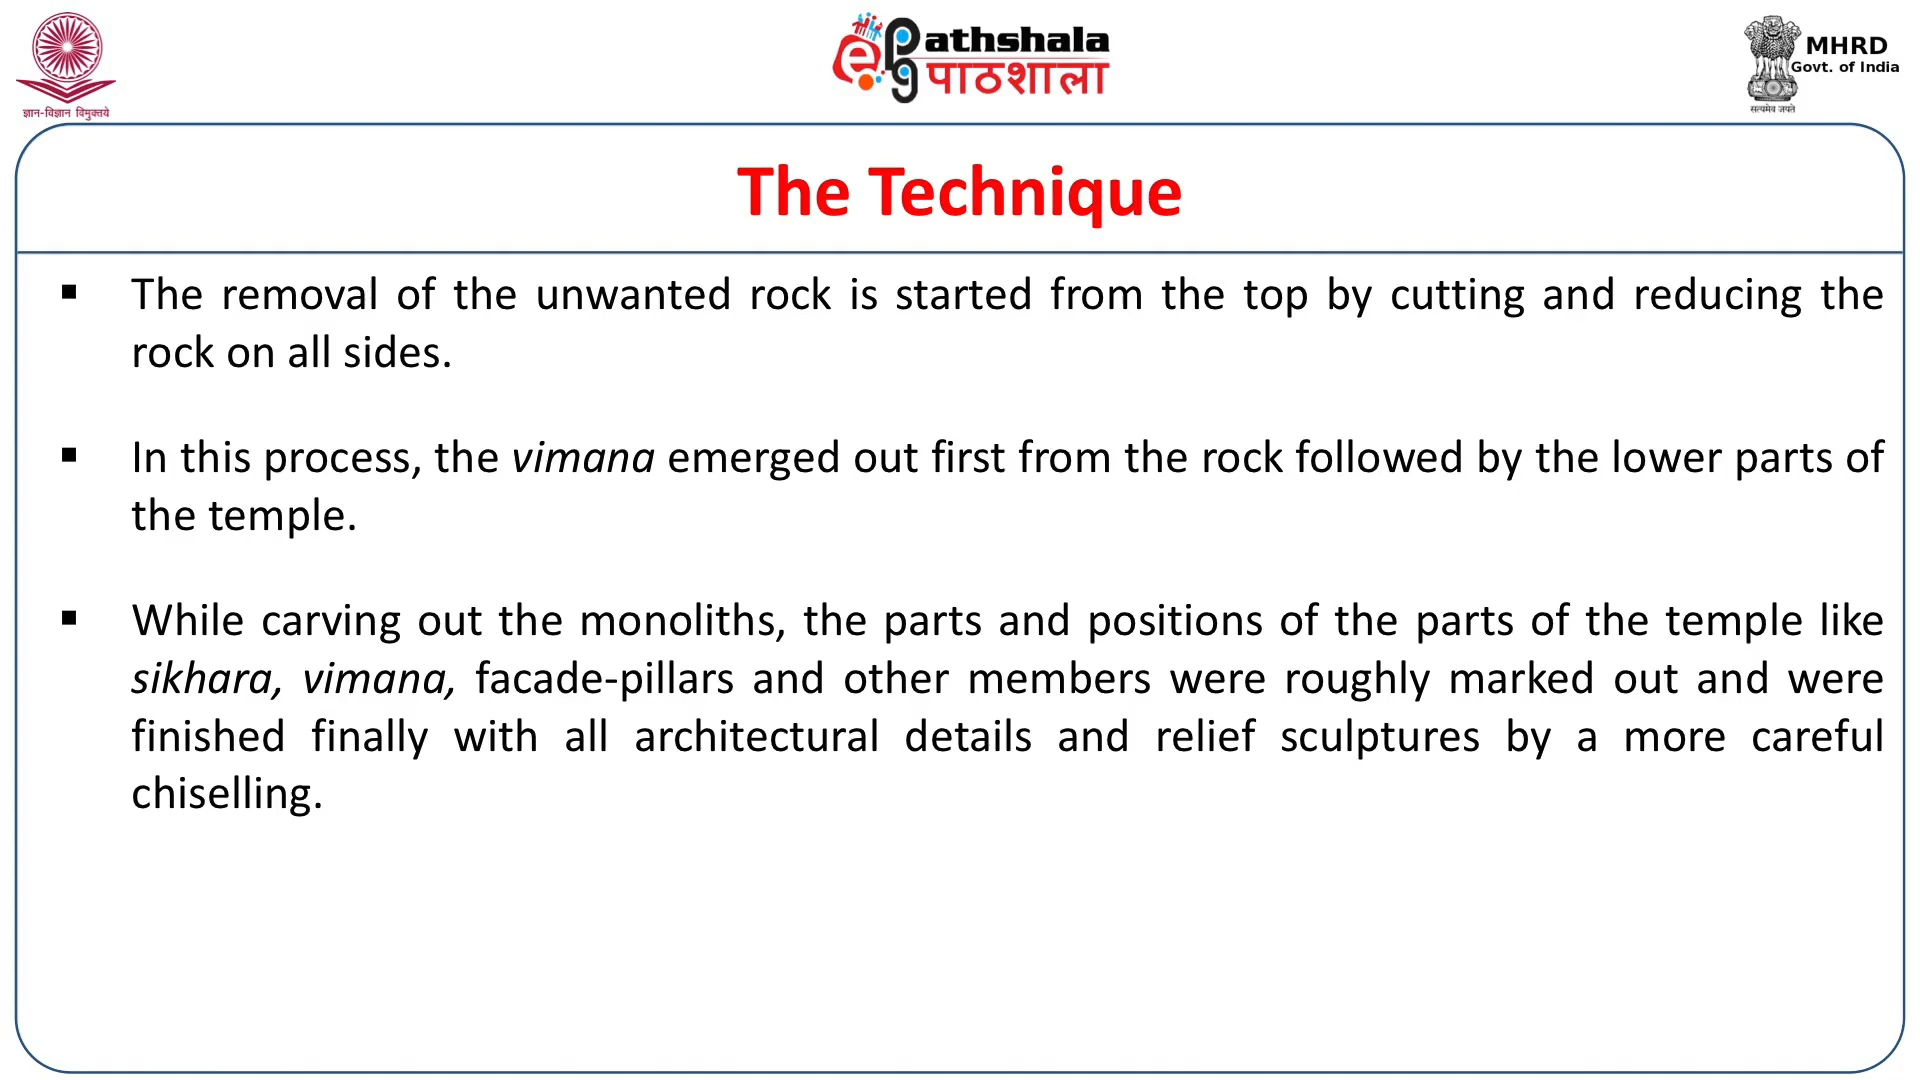 ज्ञान-विज्ञान विमुक्तये
e pg Pathshala
पाठशाला
MHRD
Govt. of India
सत्यमेव जयते
The Technique
▪ The removal of the unwanted rock is started from the top by cutting and reducing the
rock on all sides.
▪ In this process, the vimana emerged out first from the rock followed by the lower parts of
the temple.
▪ While carving out the monoliths, the parts and positions of the parts of the temple like
sikhara, vimana, facade-pillars and other members were roughly marked out and were
finished finally with all architectural details and relief sculptures by a more careful
chiselling.